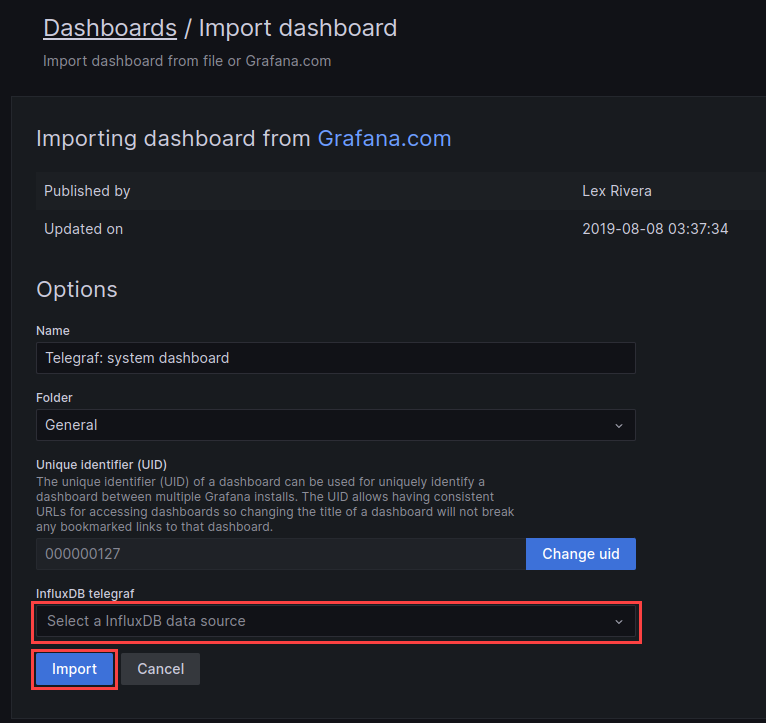 Dashboards / Import dashboard
Import dashboard from file or Grafana.com
Importing dashboard from Grafana.com
Published by Lex Rivera
Updated on 2019-08-08 03:37:34
Options
Name
Telegraf: system dashboard
Folder
General
Unique identifier (UID)
The unique identifier (UID) of a dashboard can be used for uniquely identify a
dashboard between multiple Grafana installs. The UID allows having consistent
URLs for accessing dashboards so changing the title of a dashboard will not break
any bookmarked links to that dashboard.
000000127 Change uid
InfluxDB telegraf
Select a InfluxDB data source
Import Cancel